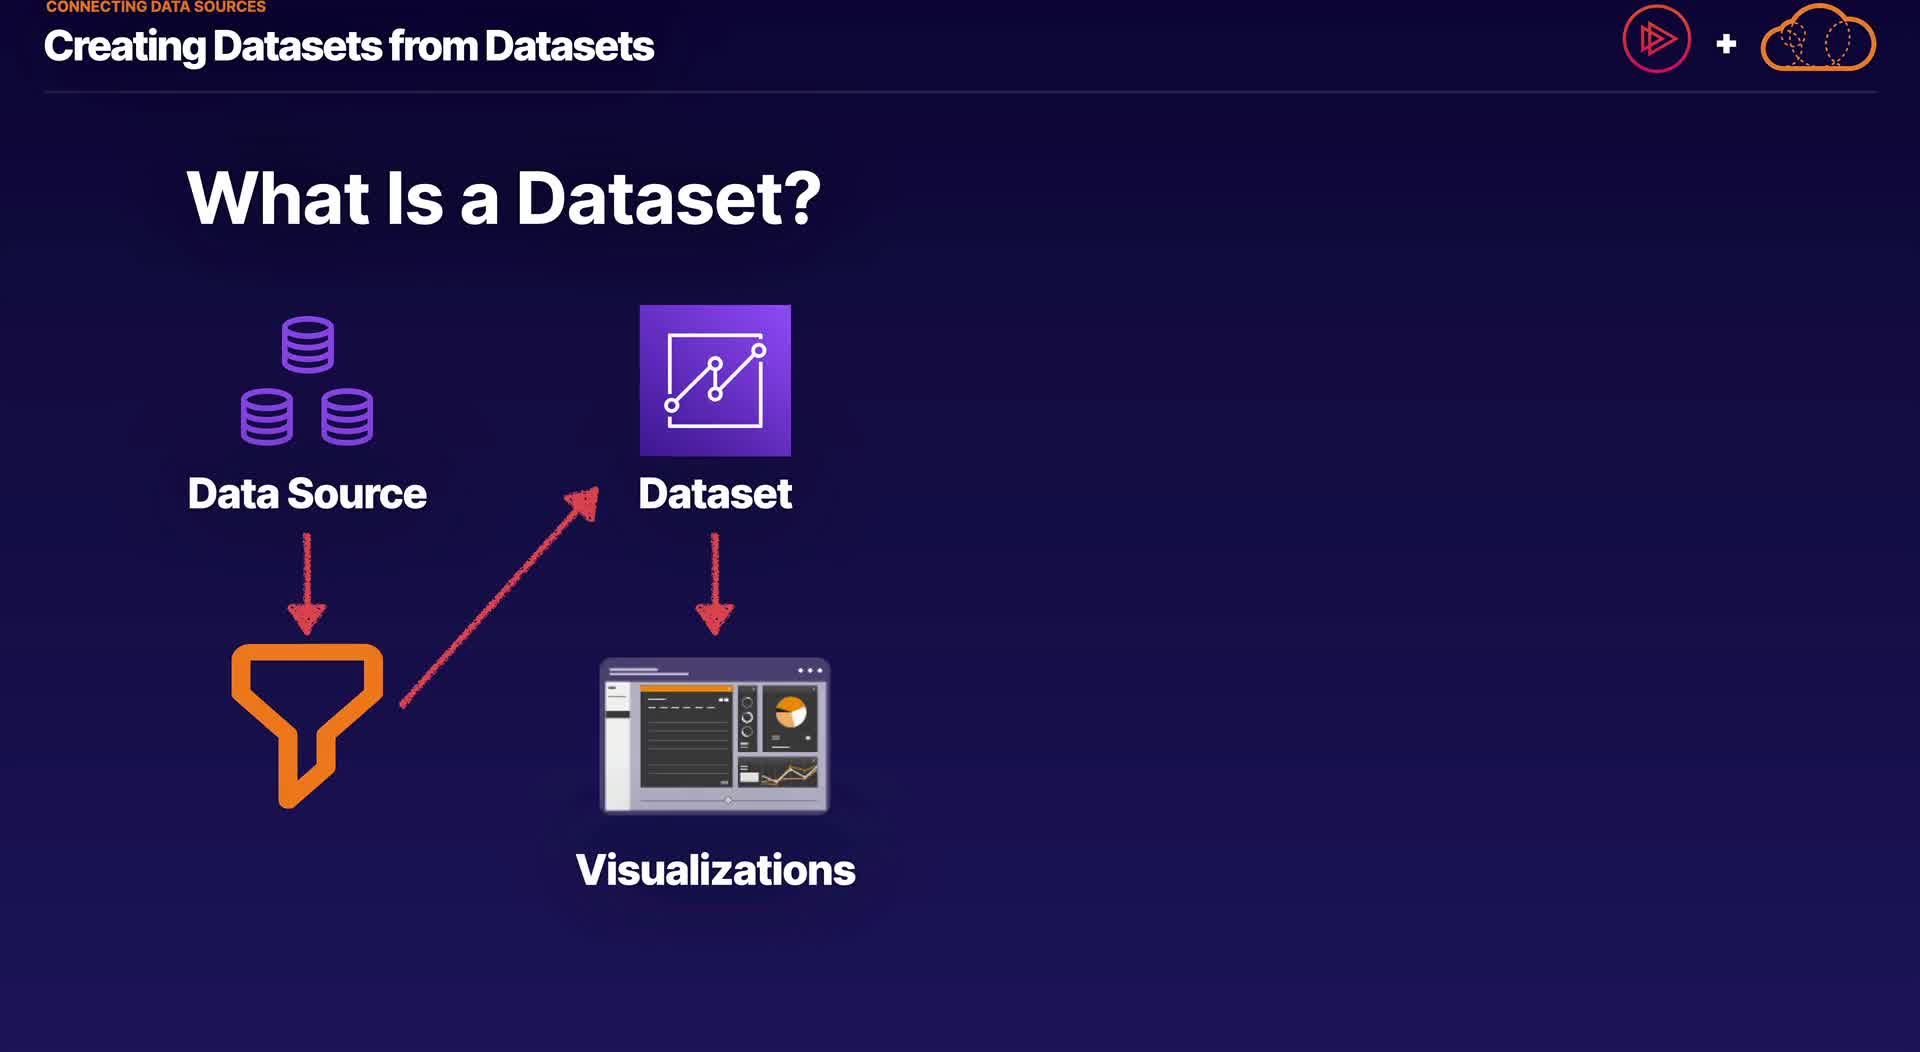 CONNECTING DATA SOURCES
Creating Datasets from Datasets
What Is a Dataset?
Data Source
Dataset
Visualizations